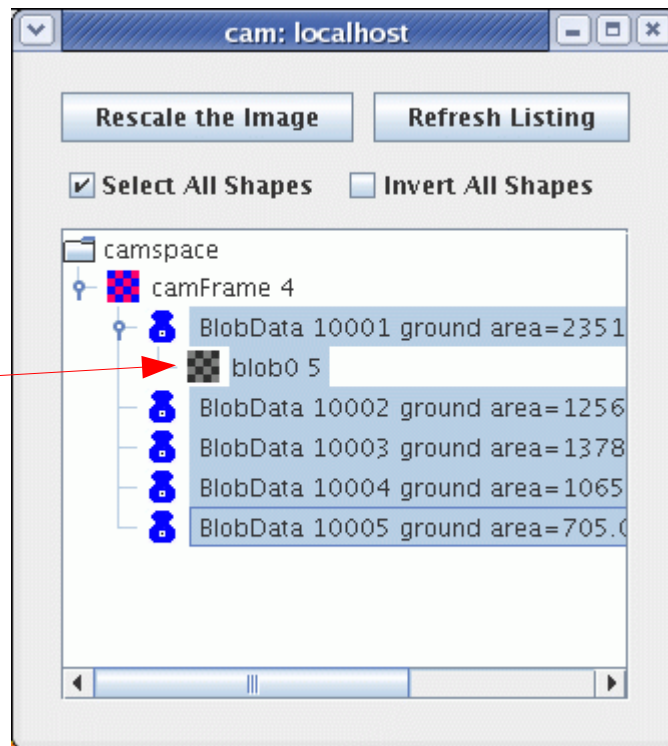 cam: localhost
Rescale the Image Refresh Listing
Select All Shapes Invert All Shapes
camspace
camFrame 4
BlobData 10001 ground area=2351
blob0 5
BlobData 10002 ground area=1256
BlobData 10003 ground area=1378
BlobData 10004 ground area=1065
BlobData 10005 ground area=705.0